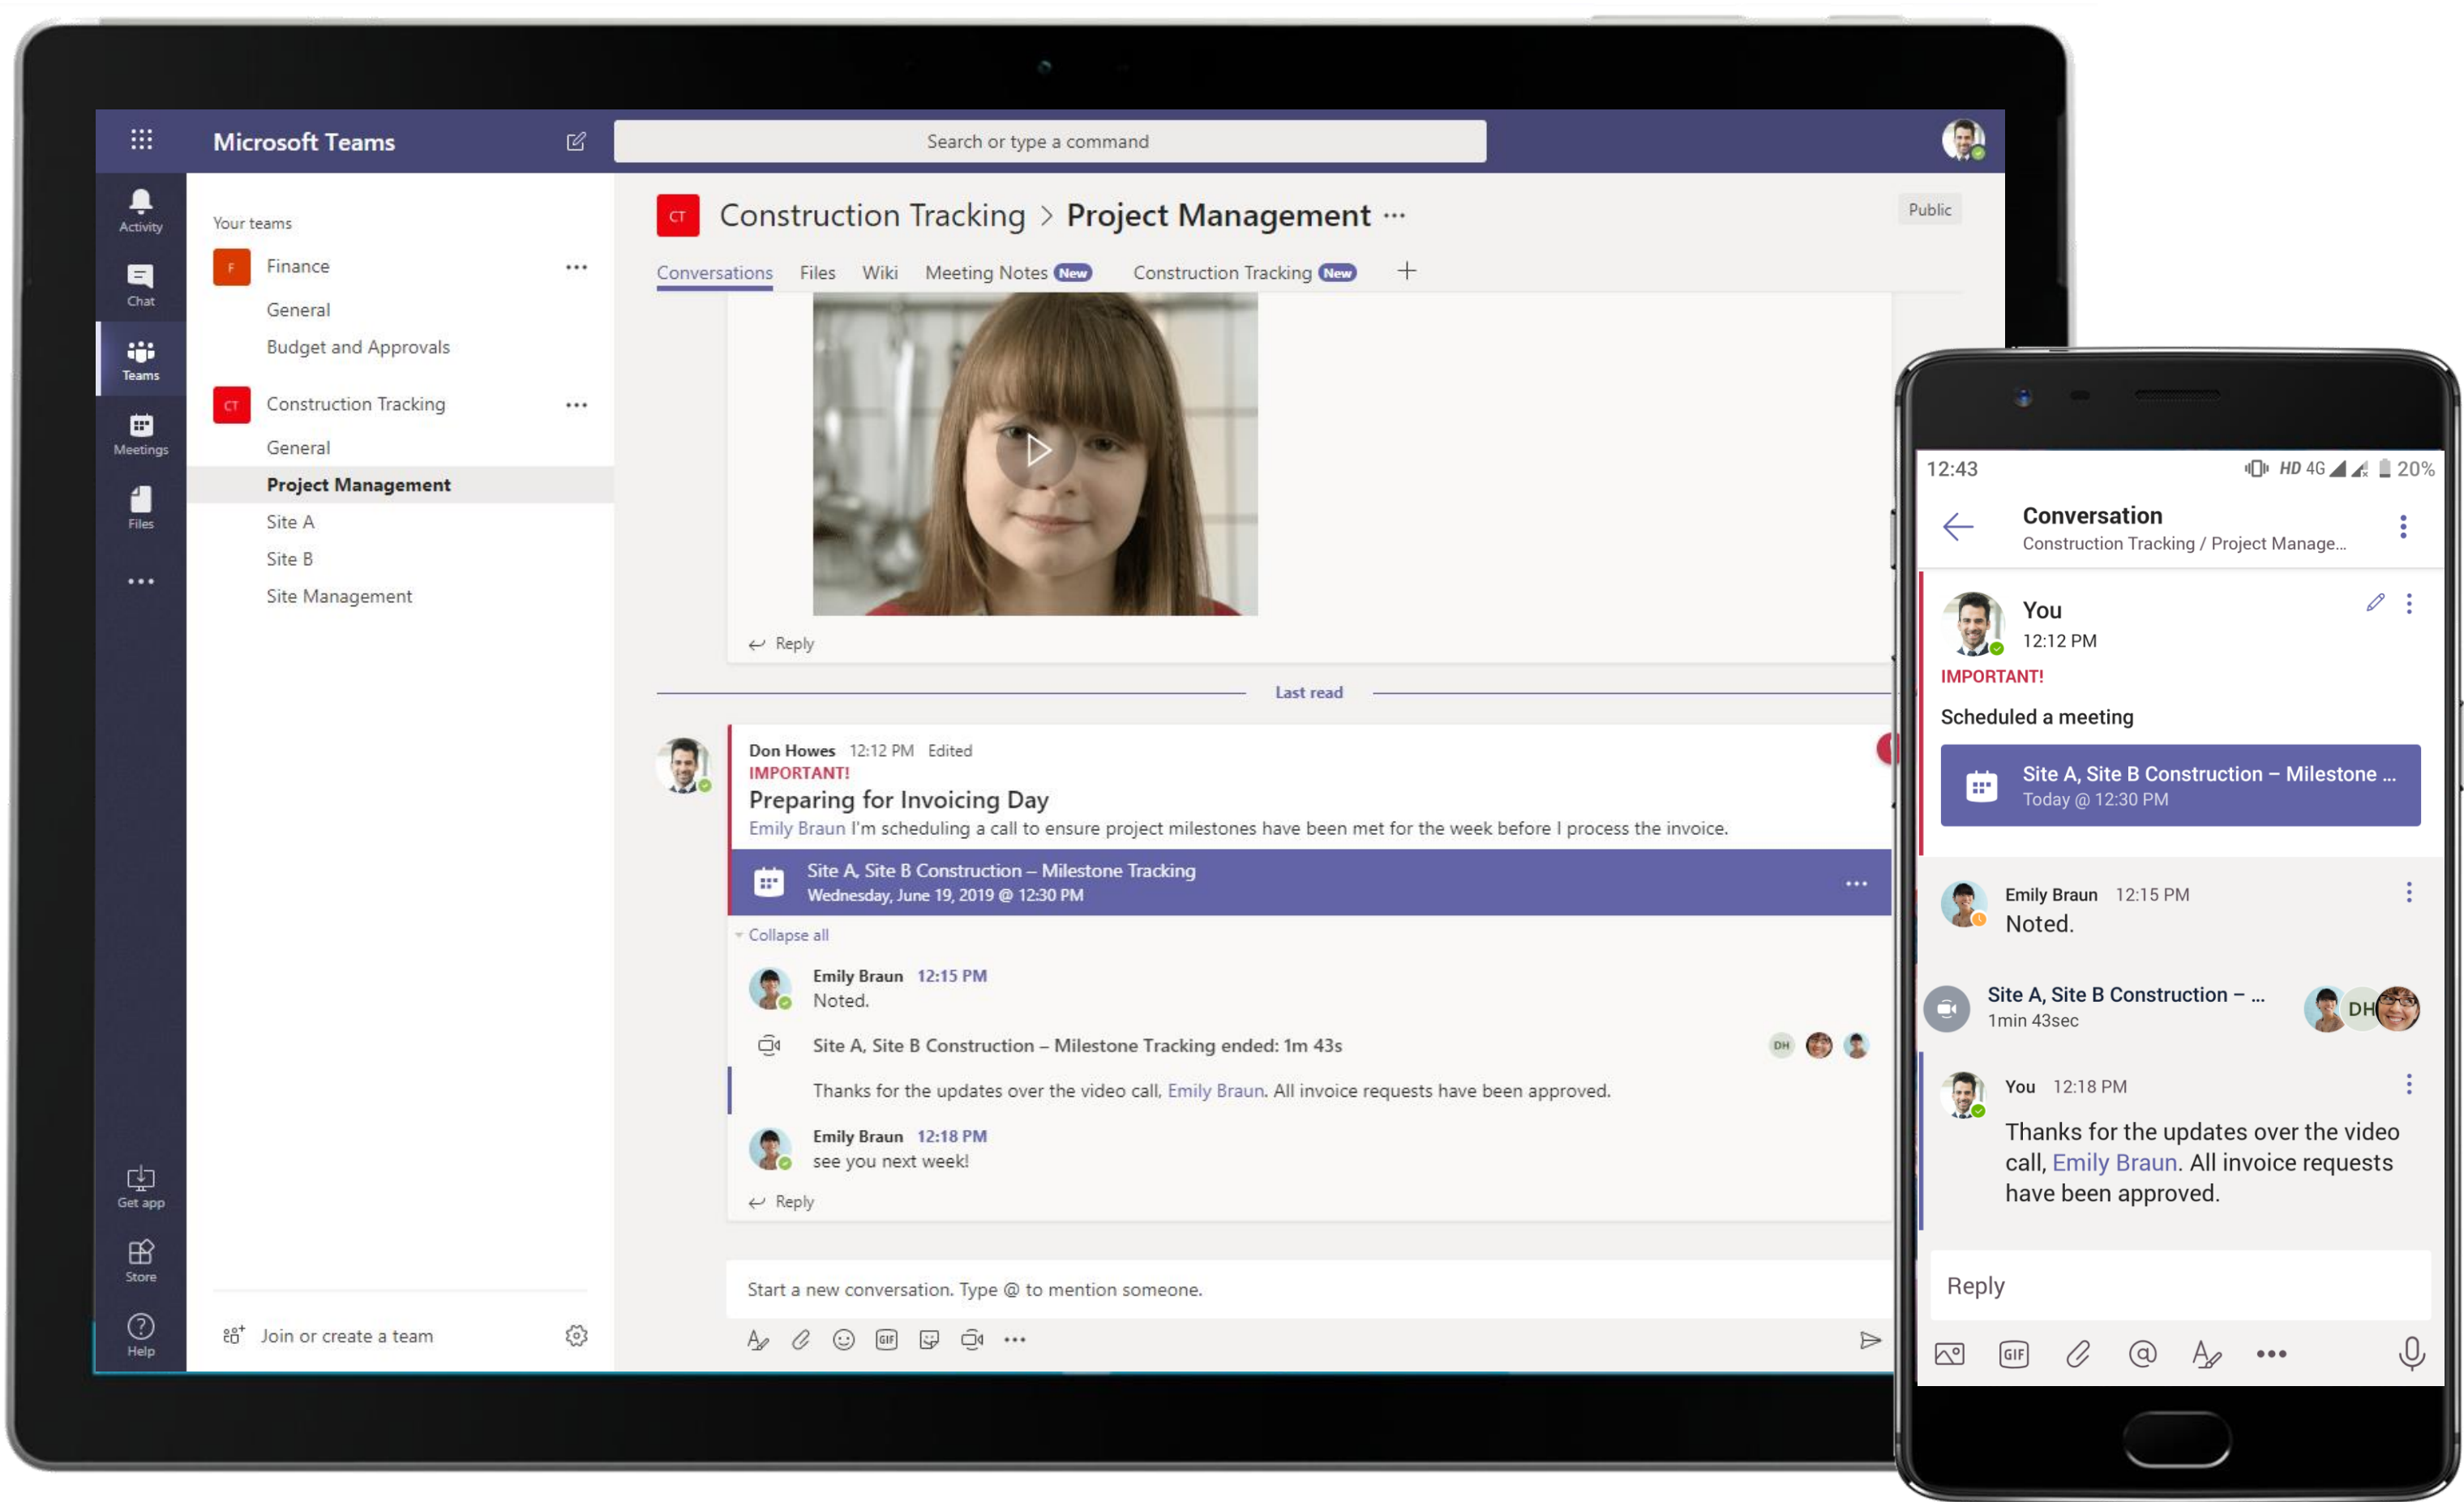 Microsoft Teams
Search or type a command
Activity
Chat
Teams
Meetings
Files
Get app
Store
Help
Your teams
F Finance
General
Budget and Approvals
CT Construction Tracking
General
Project Management
Site A
Site B
Site Management
Join or create a team
CT Construction Tracking > Project Management
Public
Conversations Files Wiki Meeting Notes New Construction Tracking New +
Reply
Last read
Don Howes 12:12 PM Edited
IMPORTANT!
Preparing for Invoicing Day
Emily Braun I'm scheduling a call to ensure project milestones have been met for the week before I process the invoice.
Site A, Site B Construction – Milestone Tracking
Wednesday, June 19, 2019 @ 12:30 PM
Collapse all
Emily Braun 12:15 PM
Noted.
Site A, Site B Construction – Milestone Tracking ended: 1m 43s
DH
Thanks for the updates over the video call, Emily Braun. All invoice requests have been approved.
Emily Braun 12:18 PM
see you next week!
Reply
Start a new conversation. Type @ to mention someone.
GIF
12:43 HD 4G 20%
Conversation
Construction Tracking / Project Manage...
You
12:12 PM
IMPORTANT!
Scheduled a meeting
Site A, Site B Construction – Milestone ...
Today @ 12:30 PM
Emily Braun 12:15 PM
Noted.
Site A, Site B Construction – ...
1min 43sec
DH
You 12:18 PM
Thanks for the updates over the video
call, Emily Braun. All invoice requests
have been approved.
Reply
GIF @